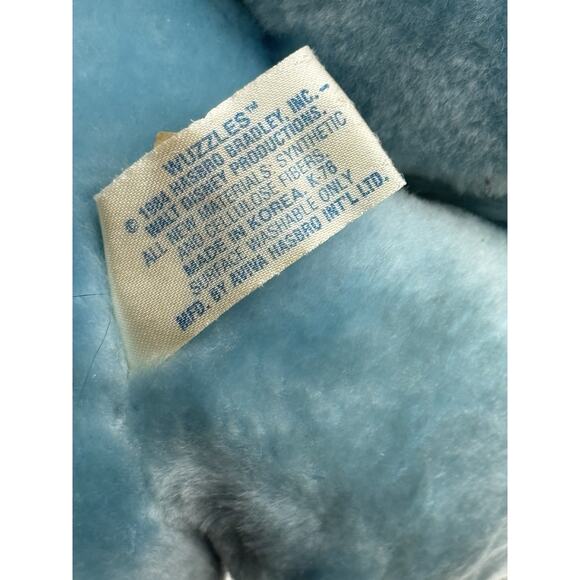 WUZZLES™
© 1984 HASBRO BRADLEY, INC. -
WALT DISNEY PRODUCTIONS.
ALL NEW MATERIALS' SYNTHETIC
AND CELLULOSE FIBERS.
MADE IN KOREA. K-76
SURFACE WASHABLE ONLY
MFD. BY AVIVA HASBRO INT'L LTD.